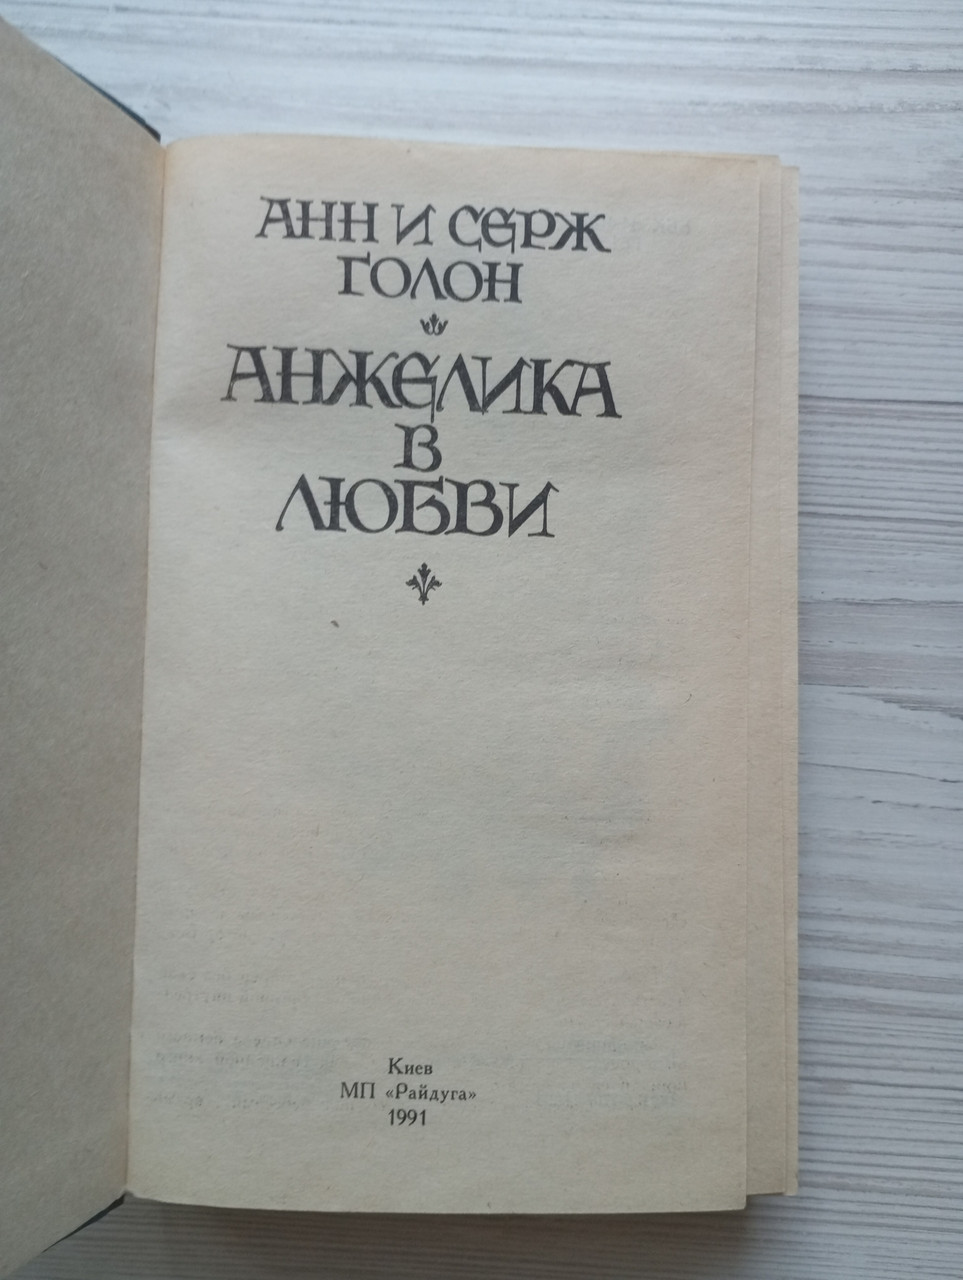 АНН И СЕРЖ
ГОЛОН
АНЖЕЛИКА
В
ЛЮБВИ
Киев
МП «Райдуга»
1991